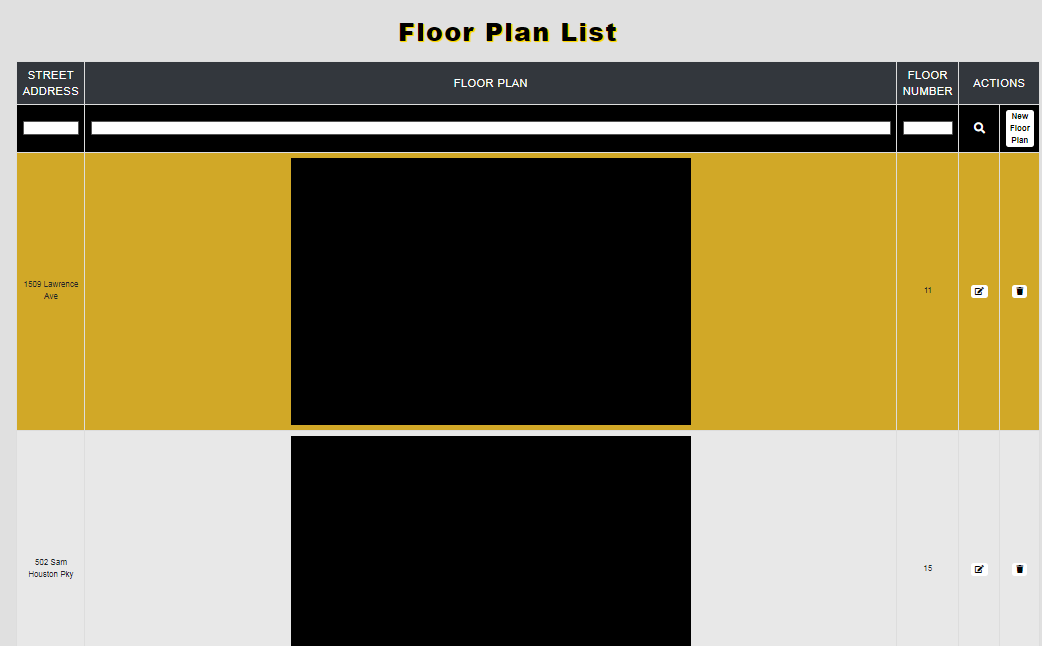 Floor Plan List
STREET
ADDRESS
FLOOR PLAN
FLOOR
NUMBER
ACTIONS
New
Floor
Plan
1509 Lawrence
Ave
11
502 Sam
Houston Pky
15